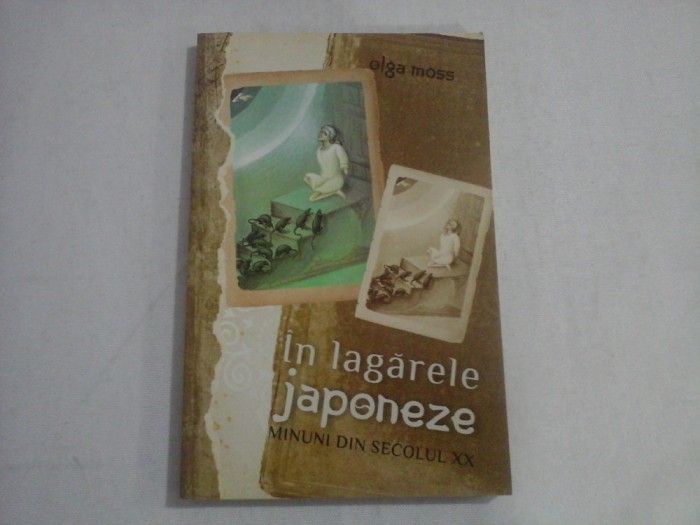 olga moss
În lagărele
japoneze
MINUNI DIN SECOLUL XX